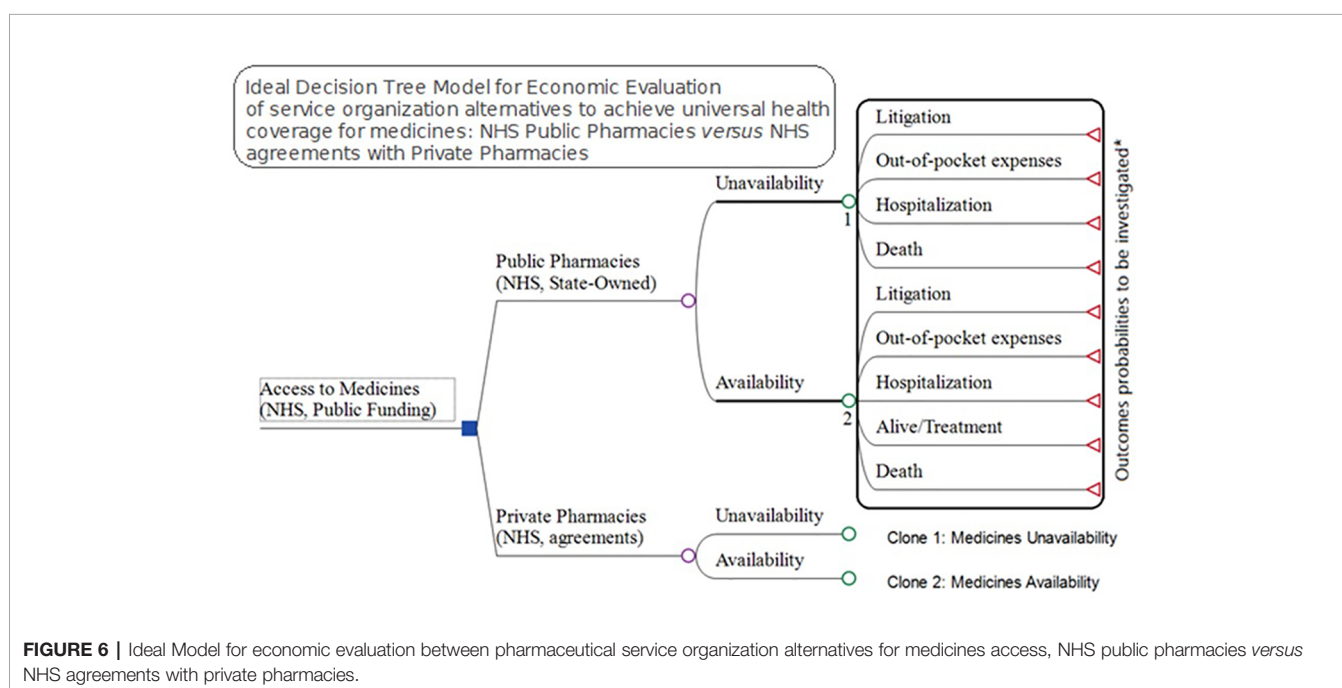 Ideal Decision Tree Model for Economic Evaluation
of service organization alternatives to achieve universal health
coverage for medicines: NHS Public Pharmacies versus NHS
agreements with Private Pharmacies
Access to Medicines
(NHS, Public Funding)
Public Pharmacies
(NHS, State-Owned)
Unavailability
1
Litigation
Out-of-pocket expenses
Hospitalization
Death
Availability
2
Litigation
Out-of-pocket expenses
Hospitalization
Alive/Treatment
Death
Outcomes probabilities to be investigated*
Private Pharmacies
(NHS, agreements)
Unavailability
Clone 1: Medicines Unavailability
Availability
Clone 2: Medicines Availability
FIGURE 6 | Ideal Model for economic evaluation between pharmaceutical service organization alternatives for medicines access, NHS public pharmacies versus
NHS agreements with private pharmacies.